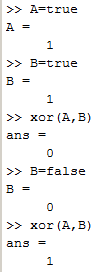 >> A=true
A =
1
>> B=true
B =
1
>> xor(A,B)
ans =
0
>> B=false
B =
0
>> xor(A,B)
ans =
1